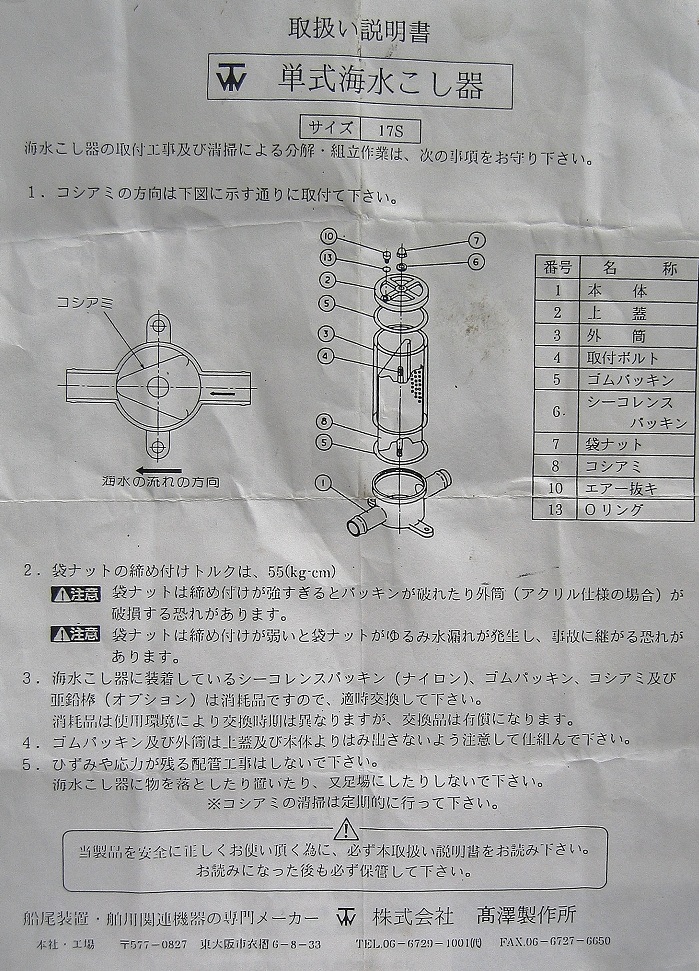 取扱い説明書
単式海水こし器
サイズ 17S
海水こし器の取付工事及び清掃による分解・組立作業は、次の事項をお守り下さい。
1．コシアミの方向は下図に示す通りに取付て下さい。
コシアミ
海水の流れの方向
10
13
2
5
3
4
8
5
1
7
6
番号 名 称
1 本 体
2 上 蓋
3 外 筒
4 取付ボルト
5 ゴムパッキン
6 シーコレンス
パッキン
7 袋ナット
8 コシアミ
10 エアー抜キ
13 Oリング
2．袋ナットの締め付けトルクは、55(kg-cm)
注意 袋ナットは締め付けが強すぎるとパッキンが破れたり外筒（アクリル仕様の場合）が
破損する恐れがあります。
注意 袋ナットは締め付けが弱いと袋ナットがゆるみ水漏れが発生し、事故に継がる恐れが
あります。
3．海水こし器に装着しているシーコレンスパッキン（ナイロン）、ゴムパッキン、コシアミ及び
亜鉛棒（オプション）は消耗品ですので、適時交換して下さい。
消耗品は使用環境により交換時期は異なりますが、交換品は有償になります。
4．ゴムパッキン及び外筒は上蓋及び本体よりはみ出さないよう注意して仕組んで下さい。
5．ひずみや応力が残る配管工事はしないで下さい。
海水こし器に物を落としたり置いたり、又足場にしたりしないで下さい。
※コシアミの清掃は定期的に行って下さい。
当製品を安全に正しくお使い頂く為に、必ず本取扱い説明書をお読み下さい。
お読みになった後も必ず保管して下さい。
船尾装置・舶用関連機器の専門メーカー 株式会社 髙澤製作所
本社・工場 〒577-0827 東大阪市衣摺6-8-33 TEL.06-6729-1001㈹ FAX.06-6727-6650